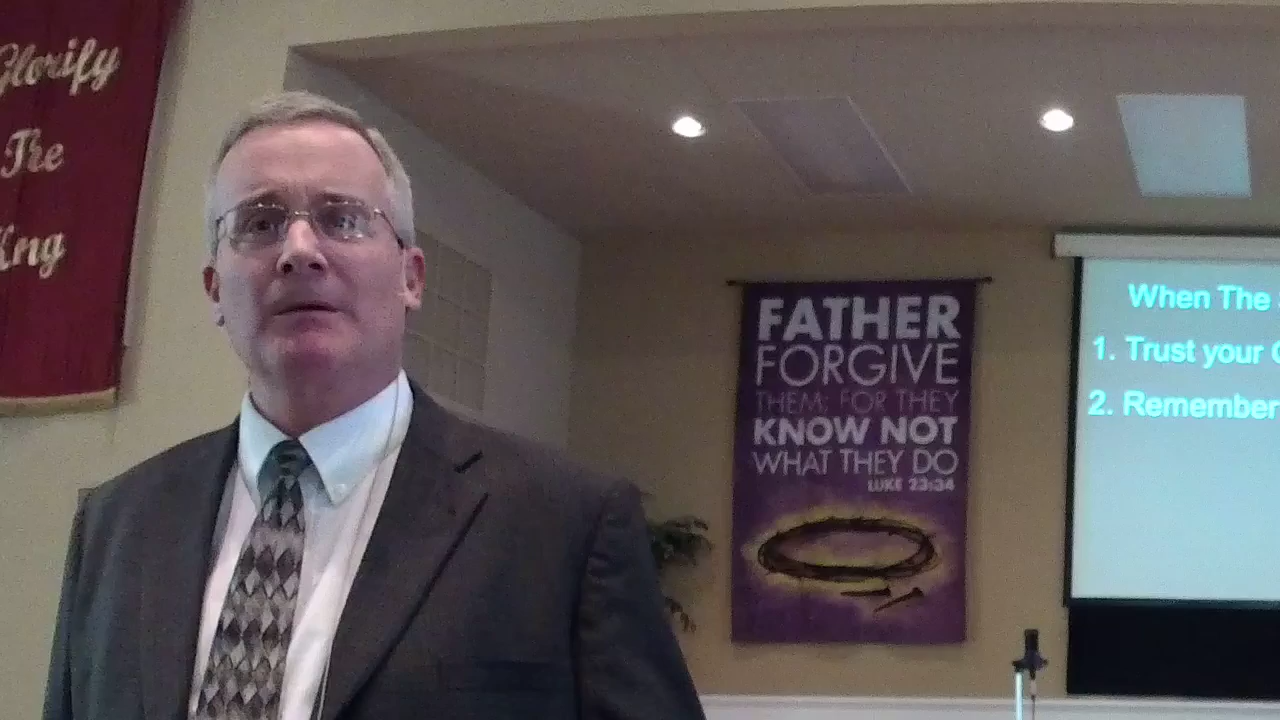 Glorify
The
Kng
FATHER
FORGIVE
THEM; FOR THEY
KNOW NOT
WHAT THEY DO
LUKE 23:34
When The
1. Trust your
2. Remember